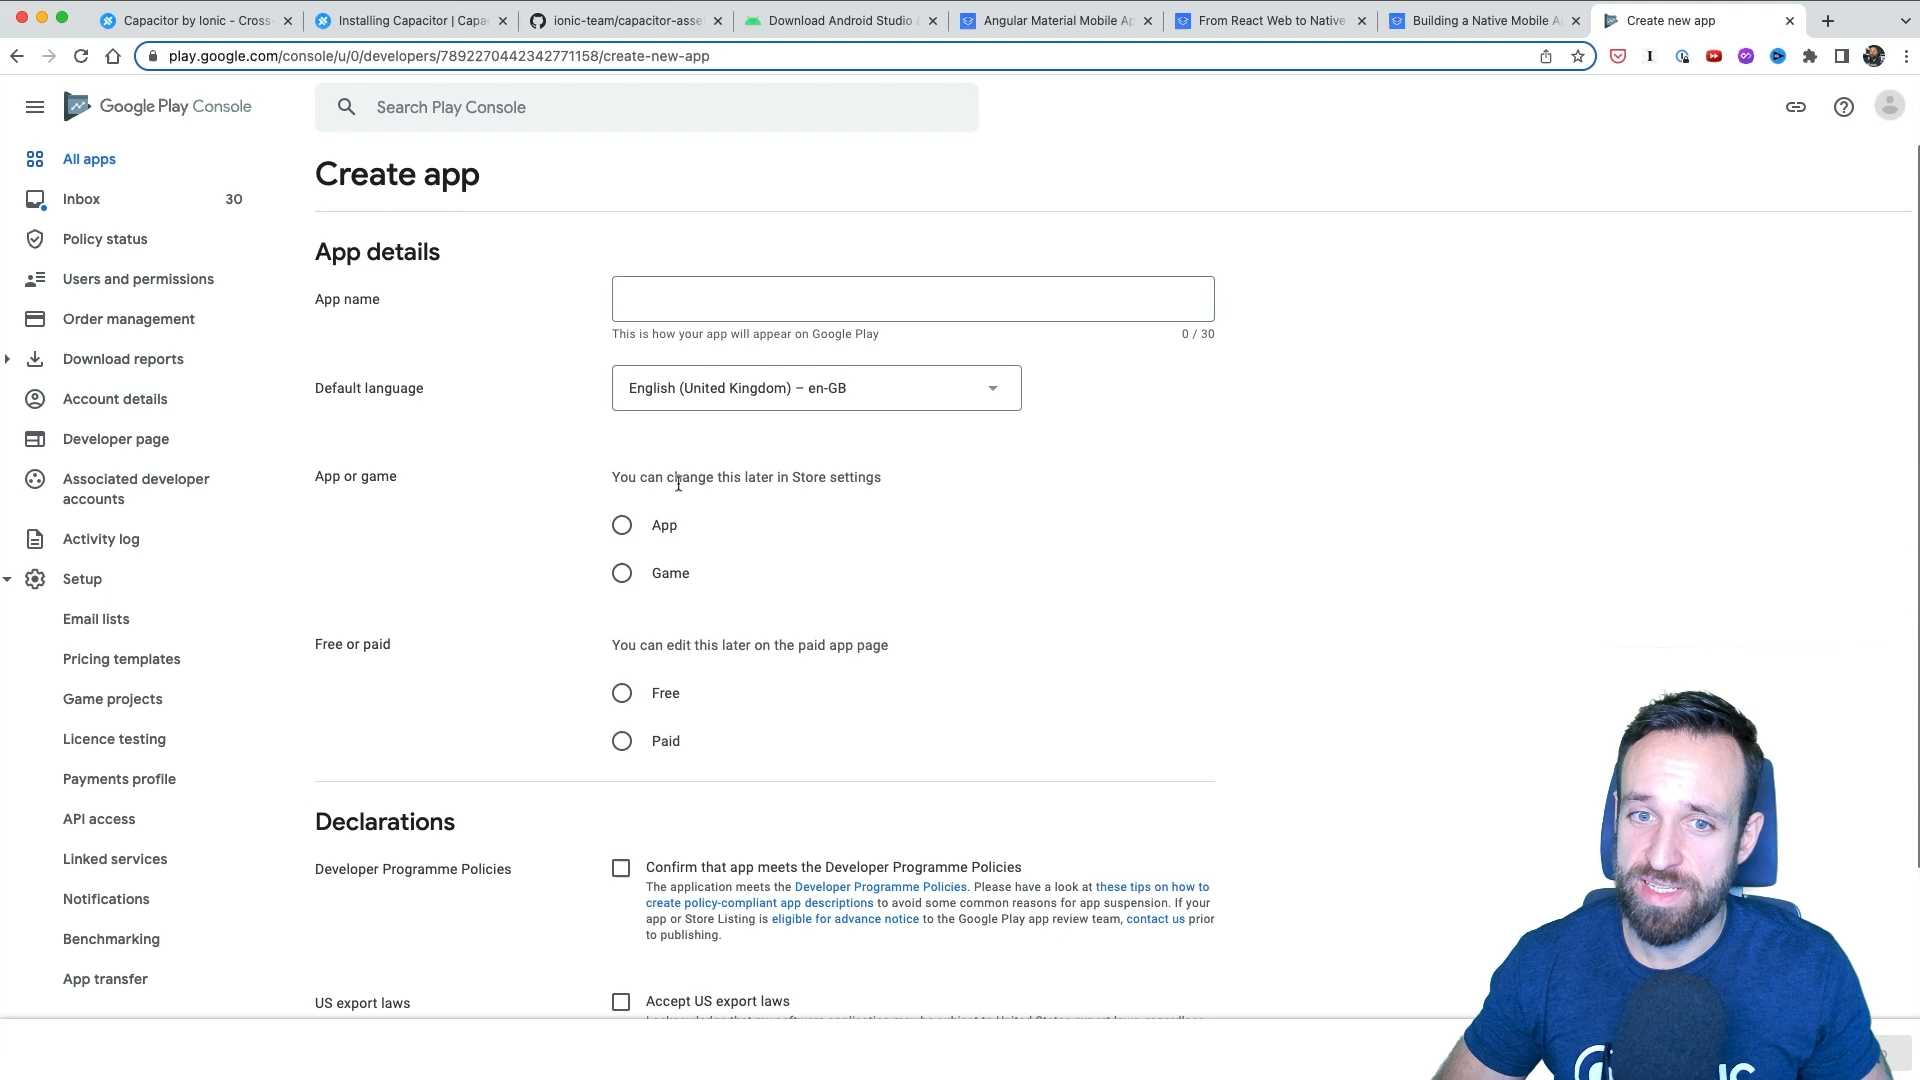 Capacitor by Ionic - Cross-
Installing Capacitor | Capa
ionic-team/capacitor-asse
Download Android Studio
Angular Material Mobile Ap
From React Web to Native
Building a Native Mobile A
Create new app
play.google.com/console/u/0/developers/7892270442342771158/create-new-app
Google Play Console
Search Play Console
All apps
Inbox 30
Policy status
Users and permissions
Order management
Download reports
Account details
Developer page
Associated developer
accounts
Activity log
Setup
Email lists
Pricing templates
Game projects
Licence testing
Payments profile
API access
Linked services
Notifications
Benchmarking
App transfer
Create app
App details
App name
This is how your app will appear on Google Play 0 / 30
Default language English (United Kingdom) – en-GB
App or game You can change this later in Store settings
App
Game
Free or paid You can edit this later on the paid app page
Free
Paid
Declarations
Developer Programme Policies Confirm that app meets the Developer Programme Policies
The application meets the Developer Programme Policies. Please have a look at these tips on how to
create policy-compliant app descriptions to avoid some common reasons for app suspension. If your
app or Store Listing is eligible for advance notice to the Google Play app review team, contact us prior
to publishing.
US export laws Accept US export laws